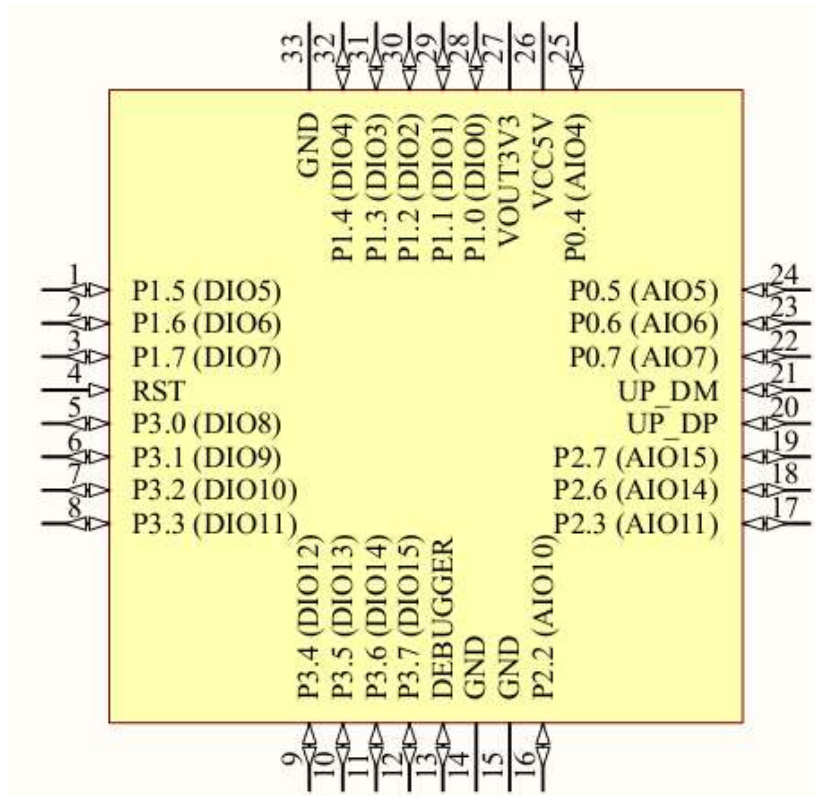 33
32
31
30
29
28
27
26
25
GND
P1.4 (DIO4)
P1.3 (DIO3)
P1.2 (DIO2)
P1.1 (DIO1)
P1.0 (DIO0)
VOUT3V3
VCC5V
P0.4 (AIO4)
1
P1.5 (DIO5)
2
P1.6 (DIO6)
3
P1.7 (DIO7)
4
RST
5
P3.0 (DIO8)
6
P3.1 (DIO9)
7
P3.2 (DIO10)
8
P3.3 (DIO11)
P0.5 (AIO5)
24
P0.6 (AIO6)
23
P0.7 (AIO7)
22
UP_DM
21
UP_DP
20
P2.7 (AIO15)
19
P2.6 (AIO14)
18
P2.3 (AIO11)
17
P3.4 (DIO12)
P3.5 (DIO13)
P3.6 (DIO14)
P3.7 (DIO15)
DEBUGGER
GND
GND
P2.2 (AIO10)
9
10
11
12
13
14
15
16